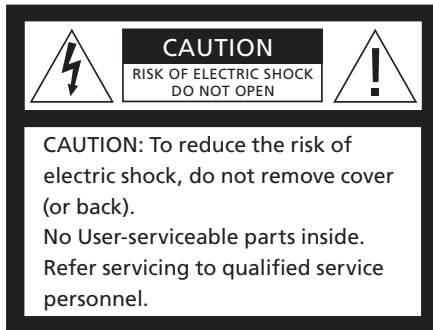 CAUTION
RISK OF ELECTRIC SHOCK
DO NOT OPEN
CAUTION: To reduce the risk of
electric shock, do not remove cover
(or back).
No User-serviceable parts inside.
Refer servicing to qualified service
personnel.